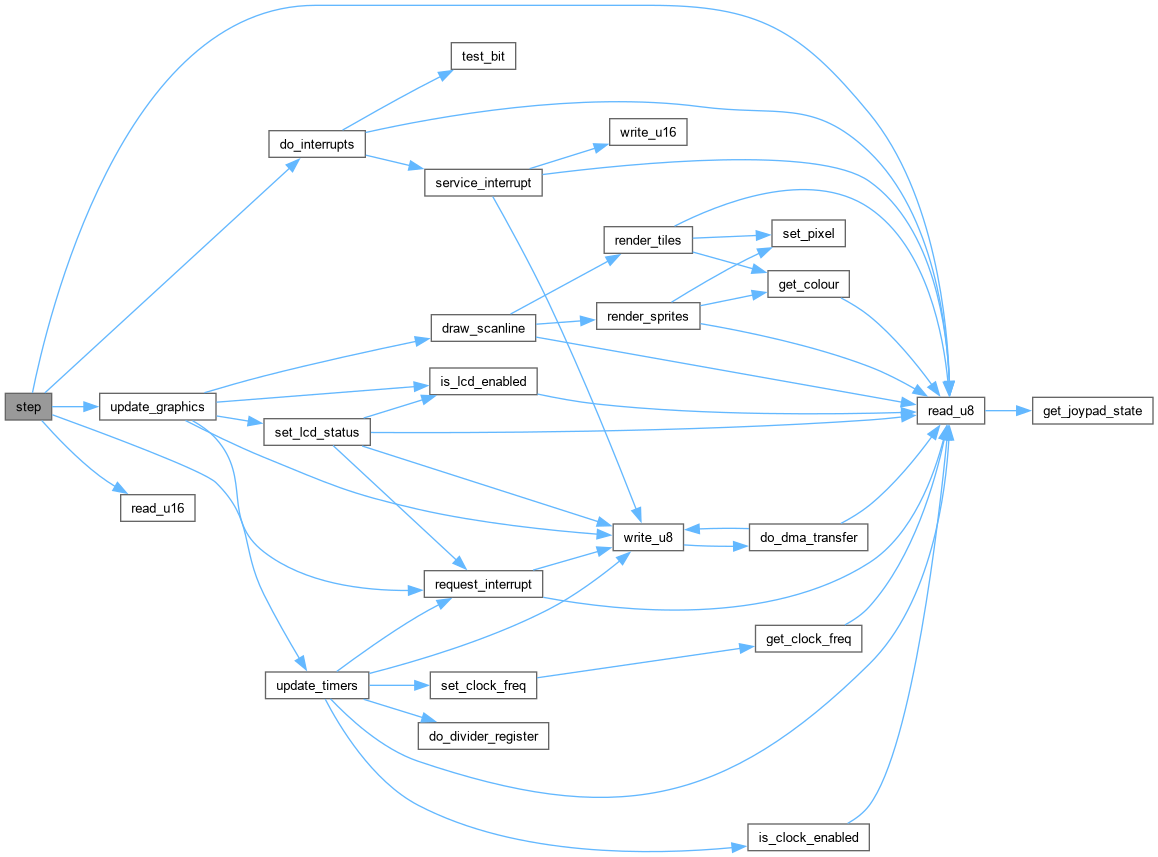 test_bit
write_u16
do_interrupts
service_interrupt
set_pixel
render_tiles
get_colour
render_sprites
draw_scanline
is_lcd_enabled
step
update_graphics
read_u8
get_joypad_state
set_lcd_status
read_u16
write_u8
do_dma_transfer
request_interrupt
get_clock_freq
update_timers
set_clock_freq
do_divider_register
is_clock_enabled